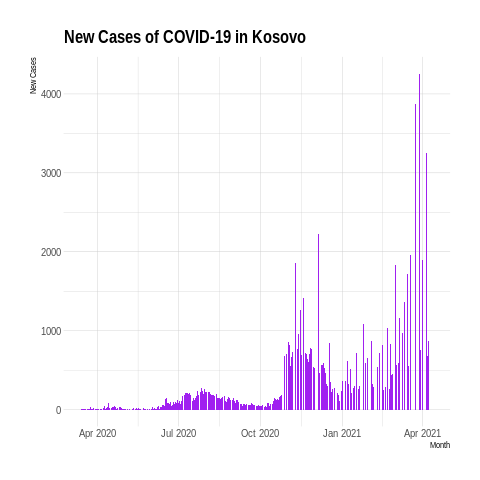 New Cases of COVID-19 in Kosovo
New Cases
4000
3000
2000
1000
0
Apr 2020
Jul 2020
Oct 2020
Jan 2021
Apr 2021
Month